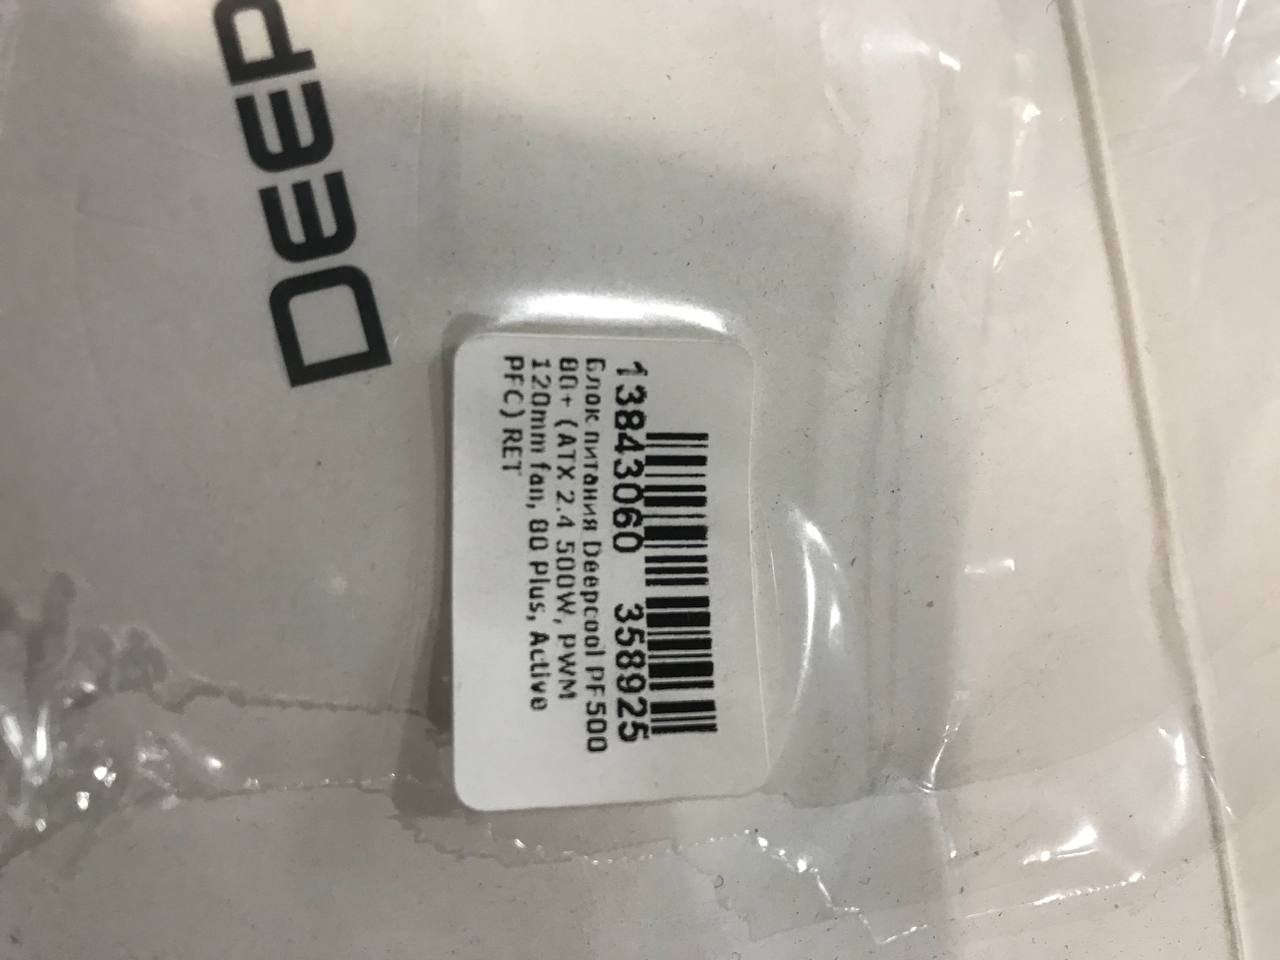 DEEP
13843060 358925
Блок питания Deepcool PF500
80+ (ATX 2.4 500W, PWM
120mm fan, 80 Plus, Active
PFC) RET